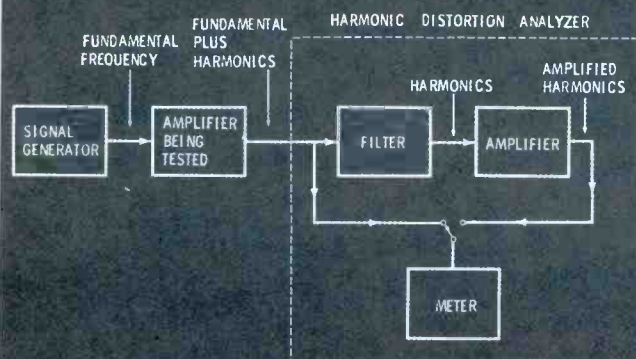 HARMONIC DISTORTION ANALYZER
FUNDAMENTAL
FREQUENCY
FUNDAMENTAL
PLUS
HARMONICS
HARMONICS
AMPLIFIED
HARMONICS
SIGNAL
GENERATOR
AMPLIFIER
BEING
TESTED
FILTER
AMPLIFIER
METER